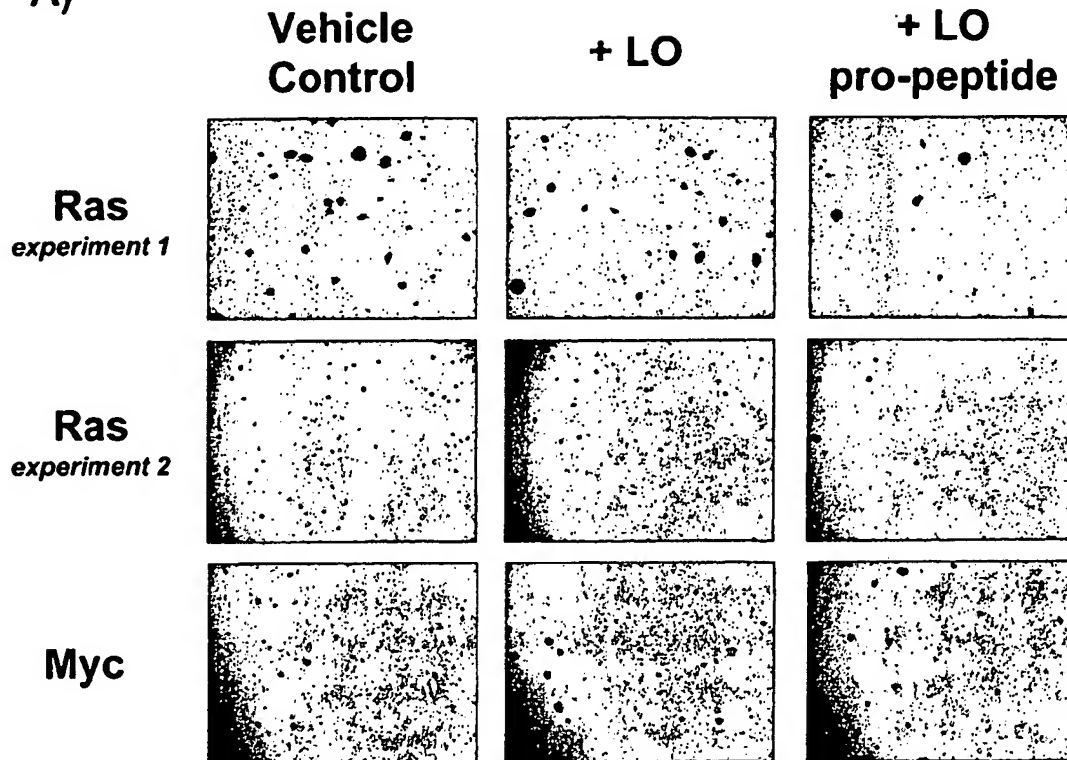 A)
Vehicle
Control
+ LO
+ LO
pro-peptide
Ras
experiment 1
Ras
experiment 2
Myc